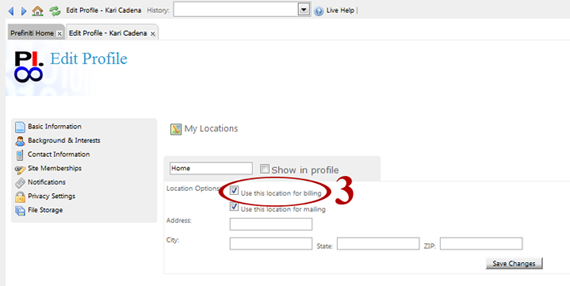 Edit Profile - Kari Cadena History: Live Help |
Prefiniti Home x Edit Profile - Kari Cadena x
PI. Edit Profile
Basic Information
Background & Interests
Contact Information
Site Memberships
Notifications
Privacy Settings
File Storage
My Locations
Home Show in profile
Location Options: Use this location for billing 3
Use this location for mailing
Address:
City: State: ZIP:
Save Changes